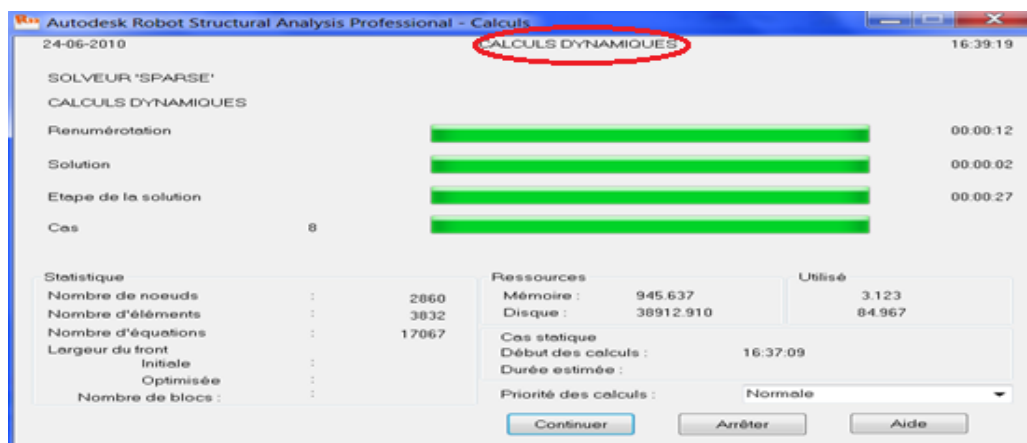 Autodesk Robot Structural Analysis Professional - Calculs
24-06-2010 CALCULS DYNAMIQUES 16:39:19
SOLVEUR 'SPARSE'
CALCULS DYNAMIQUES
Renumérotation 00:00:12
Solution 00:00:02
Etape de la solution 00:00:27
Cas 8
Statistique
Nombre de noeuds : 2860
Nombre d'éléments : 3832
Nombre d'équations : 17067
Largeur du front
Initiale :
Optimisée :
Nombre de blocs : :
Ressources Utilisé
Mémoire : 945.637 3.123
Disque : 38912.910 84.967
Cas statique
Début des calculs : 16:37:09
Durée estimée :
Priorité des calculs : Normale
Continuer Arrêter Aide